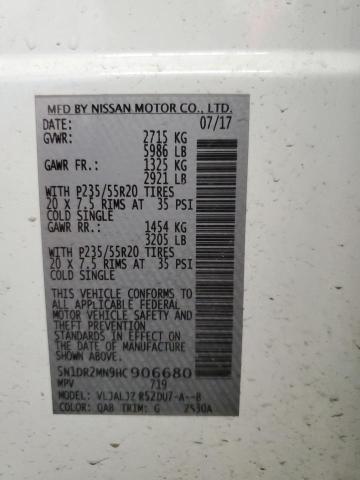 MFD BY NISSAN MOTOR CO., LTD.
DATE: 07/17
GVWR: 2715 KG
5986 LB
GAWR FR.: 1325 KG
2921 LB
WITH P235/55R20 TIRES
20 X 7.5 RIMS AT 35 PSI
COLD SINGLE
GAWR RR.: 1454 KG
3205 LB
WITH P235/55R20 TIRES
20 X 7.5 RIMS AT 35 PSI
COLD SINGLE
THIS VEHICLE CONFORMS TO
ALL APPLICABLE FEDERAL
MOTOR VEHICLE SAFETY AND
THEFT PREVENTION
STANDARDS IN EFFECT ON
THE DATE OF MANUFACTURE
SHOWN ABOVE.
5N1DR2MN9HC906680
MPV 719
MODEL: VLJALJZ R52DU7-A--B
COLOR: QAB TRIM: G 2530A